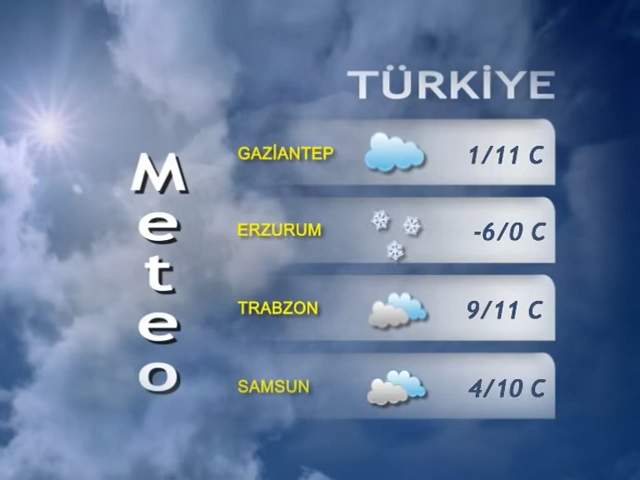 TÜRKİYE
Meteo
GAZİANTEP 1/11 C
ERZURUM -6/0 C
TRABZON 9/11 C
SAMSUN 4/10 C